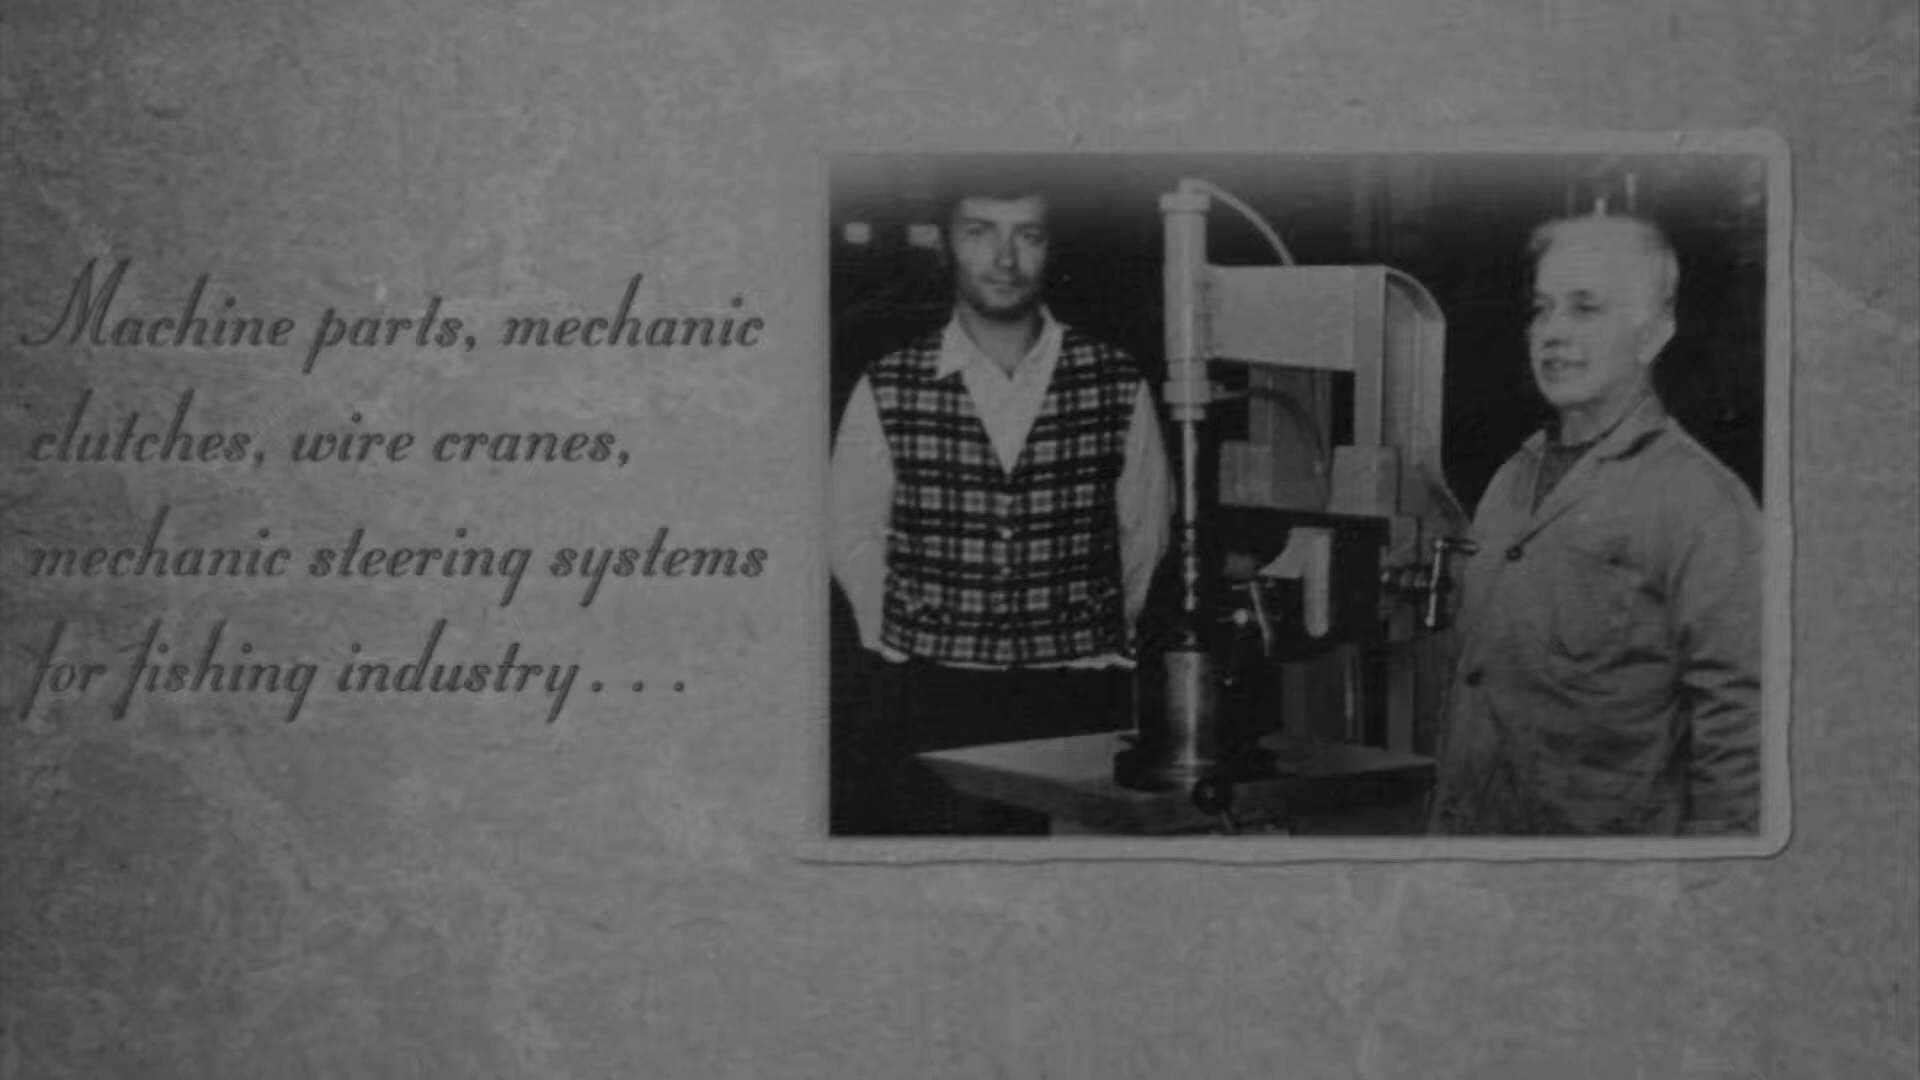 Machine parts, mechanic
clutches, wire cranes,
mechanic steering systems
for fishing industry . . .